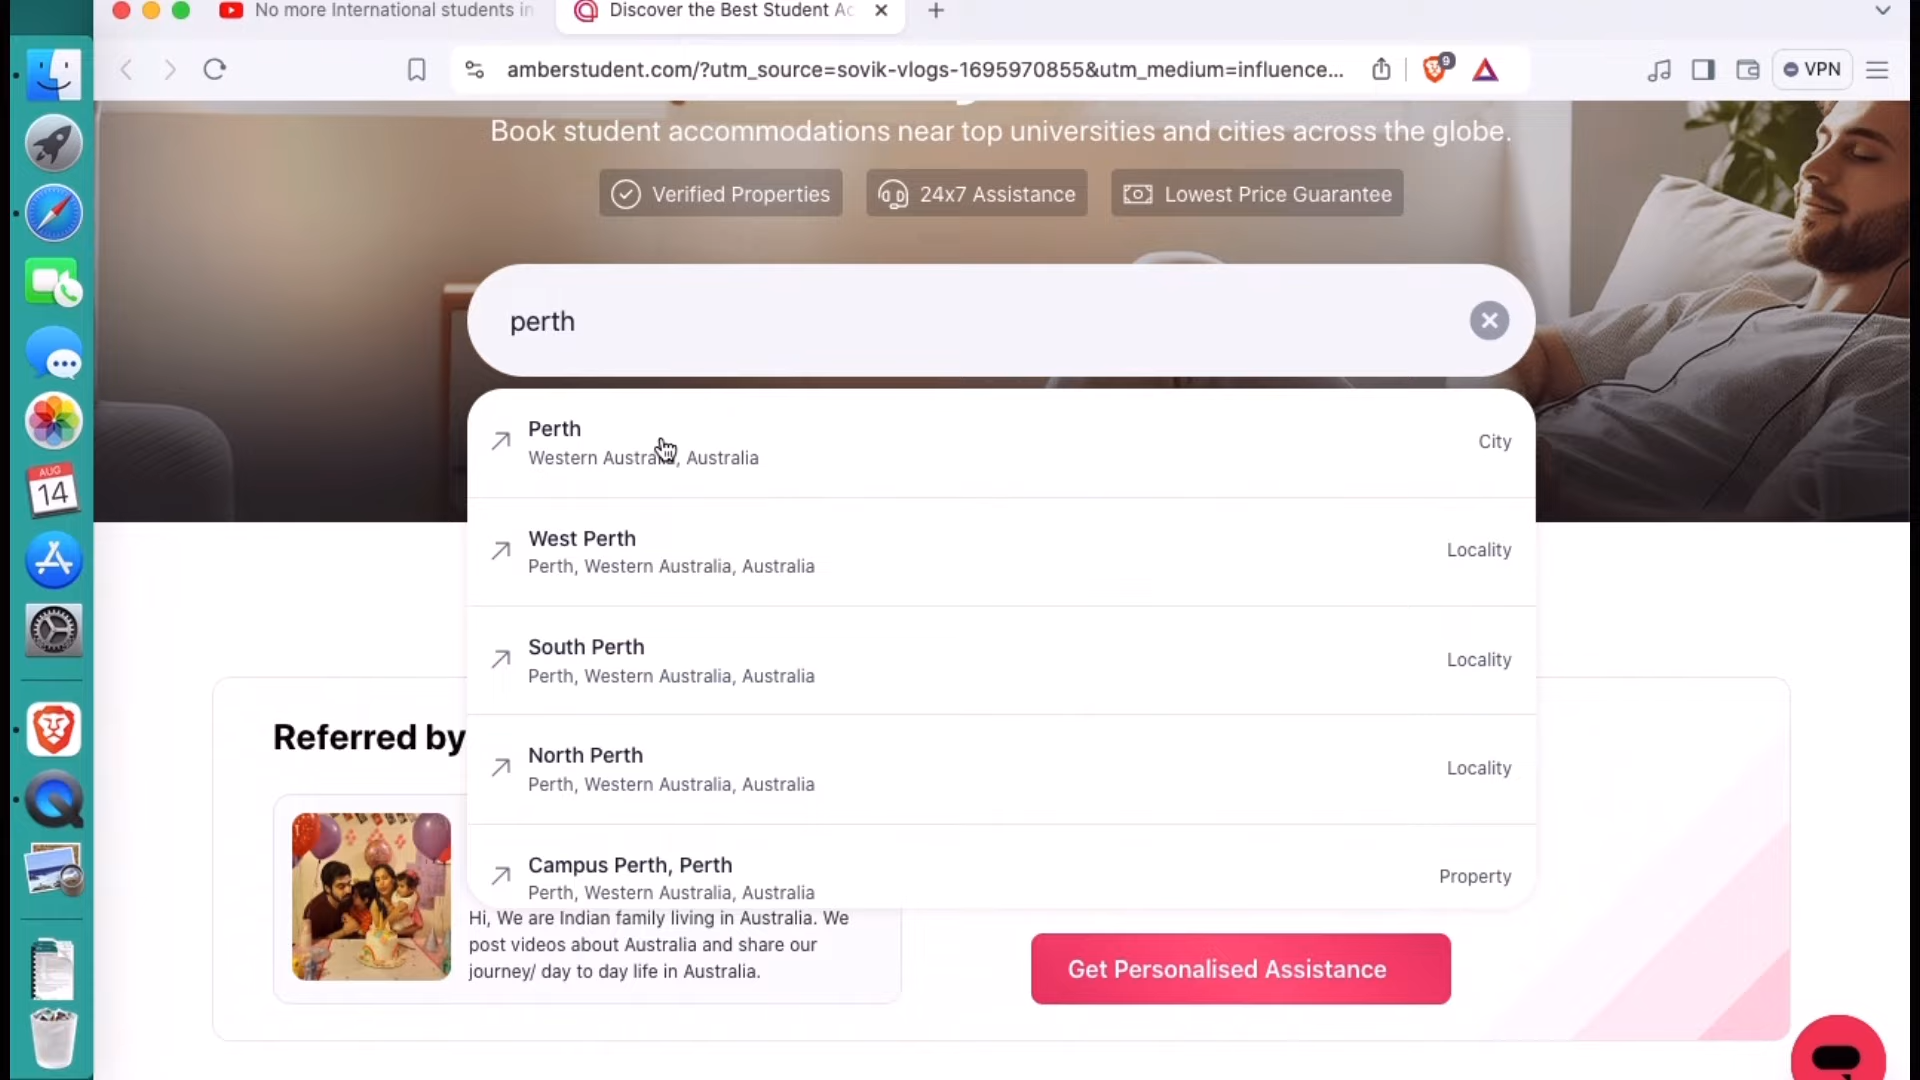 No more International students in
Discover the Best Student Ac
amberstudent.com/?utm_source=sovik-vlogs-1695970855&utm_medium=influence...
9
VPN
Book student accommodations near top universities and cities across the globe.
Verified Properties
24x7 Assistance
Lowest Price Guarantee
perth
Perth
Western Australia, Australia
City
West Perth
Perth, Western Australia, Australia
Locality
South Perth
Perth, Western Australia, Australia
Locality
North Perth
Perth, Western Australia, Australia
Locality
Campus Perth, Perth
Perth, Western Australia, Australia
Property
Referred by
Hi, We are Indian family living in Australia. We
post videos about Australia and share our
journey/ day to day life in Australia.
Get Personalised Assistance
AUG
14